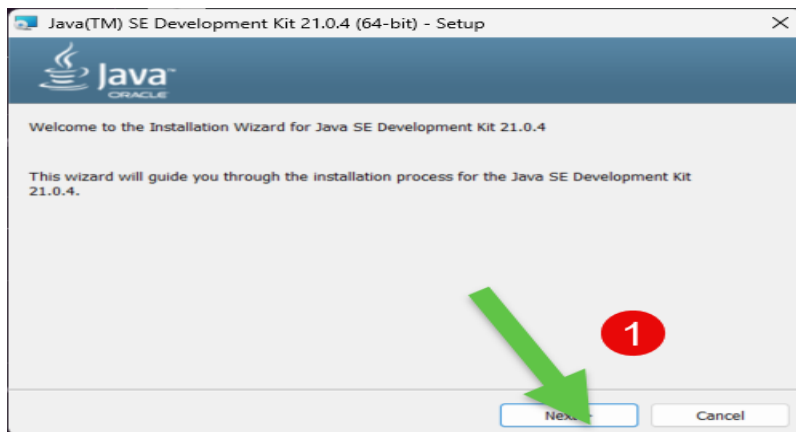 Java(TM) SE Development Kit 21.0.4 (64-bit) - Setup
Java
ORACLE
Welcome to the Installation Wizard for Java SE Development Kit 21.0.4
This wizard will guide you through the installation process for the Java SE Development Kit
21.0.4.
1
Cancel